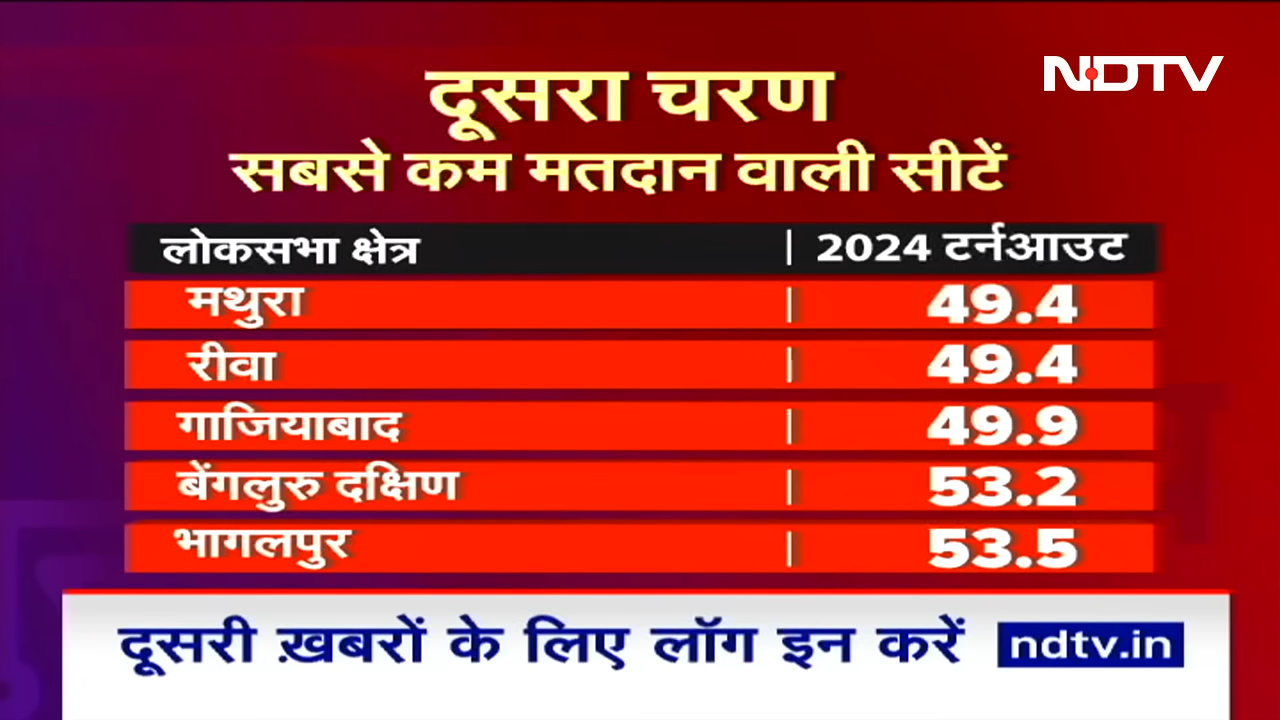 NDTV
दूसरा चरण
सबसे कम मतदान वाली सीटें
लोकसभा क्षेत्र | 2024 टर्नआउट
मथुरा | 49.4
रीवा | 49.4
गाजियाबाद | 49.9
बेंगलुरु दक्षिण | 53.2
भागलपुर | 53.5
दूसरी ख़बरों के लिए लॉग इन करें ndtv.in